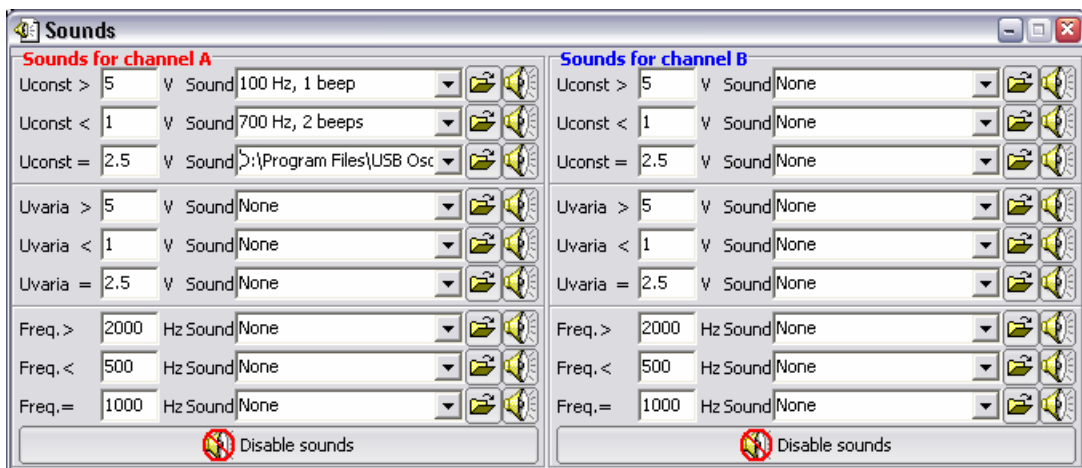 Sounds
Sounds for channel A
Uconst > 5 V Sound 100 Hz, 1 beep
Uconst < 1 V Sound 700 Hz, 2 beeps
Uconst = 2.5 V Sound D:\Program Files\USB Osc
Uvaria > 5 V Sound None
Uvaria < 1 V Sound None
Uvaria = 2.5 V Sound None
Freq.> 2000 Hz Sound None
Freq.< 500 Hz Sound None
Freq.= 1000 Hz Sound None
Disable sounds
Sounds for channel B
Uconst > 5 V Sound None
Uconst < 1 V Sound None
Uconst = 2.5 V Sound None
Uvaria > 5 V Sound None
Uvaria < 1 V Sound None
Uvaria = 2.5 V Sound None
Freq.> 2000 Hz Sound None
Freq.< 500 Hz Sound None
Freq.= 1000 Hz Sound None
Disable sounds